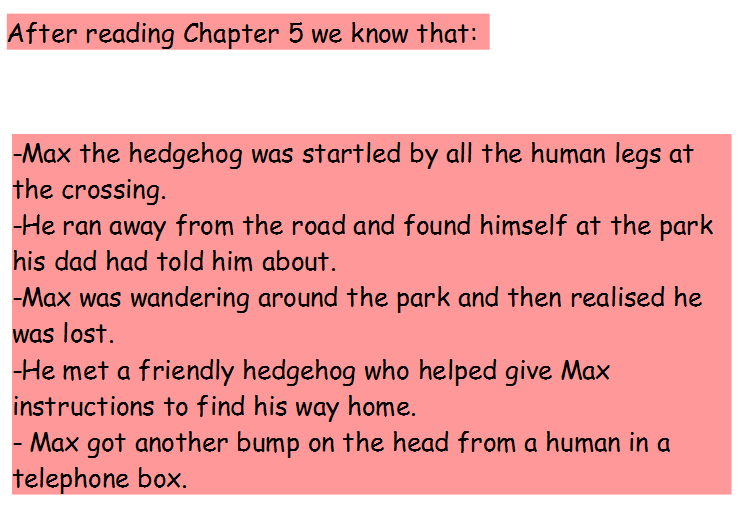 After reading Chapter 5 we know that:
-Max the hedgehog was startled by all the human legs at
the crossing.
-He ran away from the road and found himself at the park
his dad had told him about.
-Max was wandering around the park and then realised he
was lost.
-He met a friendly hedgehog who helped give Max
instructions to find his way home.
- Max got another bump on the head from a human in a
telephone box.